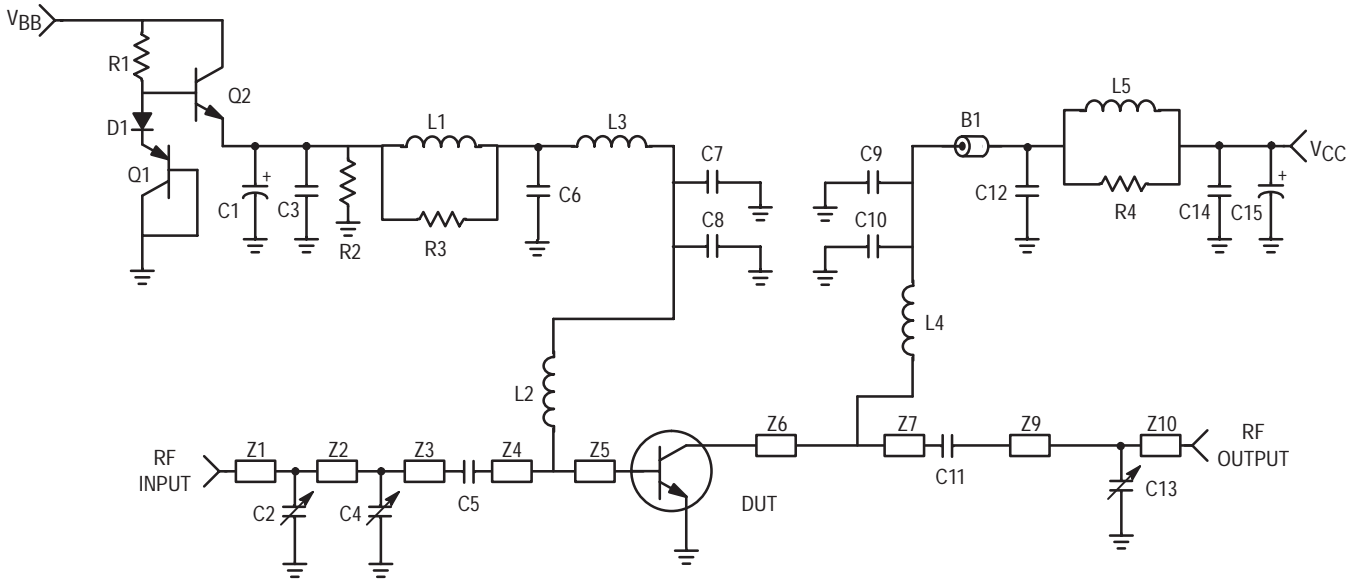 VBB
R1
Q2
D1
Q1
C1
+
C3
R2
L1
R3
C6
L3
C7
C8
L2
C9
C10
L4
B1
C12
L5
R4
C14
C15
+
VCC
RF
INPUT
Z1
C2
Z2
C4
Z3
C5
Z4
Z5
DUT
Z6
Z7
C11
Z9
C13
Z10
RF
OUTPUT